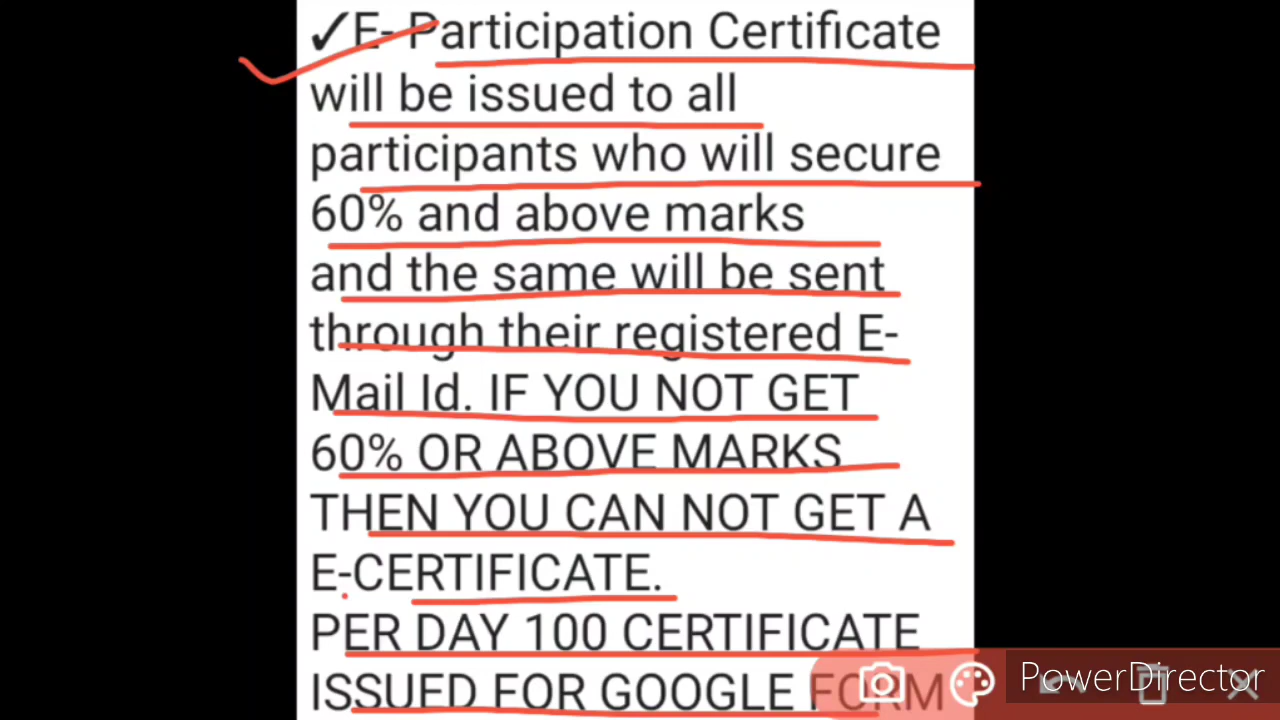 ✓E- Participation Certificate
will be issued to all
participants who will secure
60% and above marks
and the same will be sent
through their registered E-
Mail Id. IF YOU NOT GET
60% OR ABOVE MARKS
THEN YOU CAN NOT GET A
E-CERTIFICATE.
PER DAY 100 CERTIFICATE
ISSUED FOR GOOGLE FORM
PowerDirector